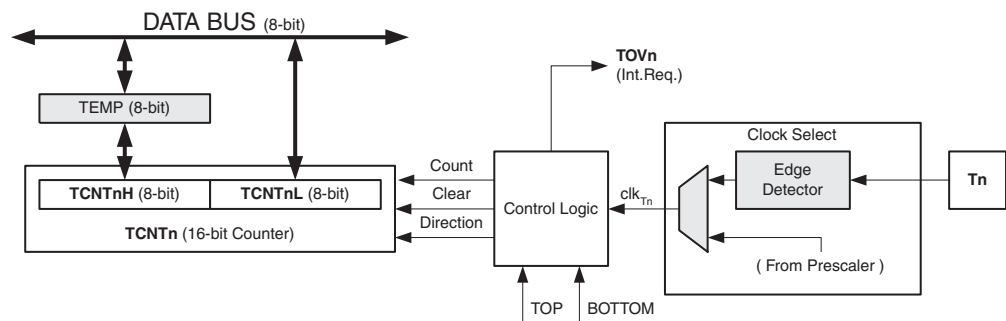 DATA BUS (8-bit)
TOVn
(Int.Req.)
TEMP (8-bit)
Clock Select
Count
Edge
Detector
Tn
TCNTnH (8-bit) TCNTnL (8-bit)
Clear
Control Logic
clkTn
TCNTn (16-bit Counter)
Direction
( From Prescaler )
TOP
BOTTOM